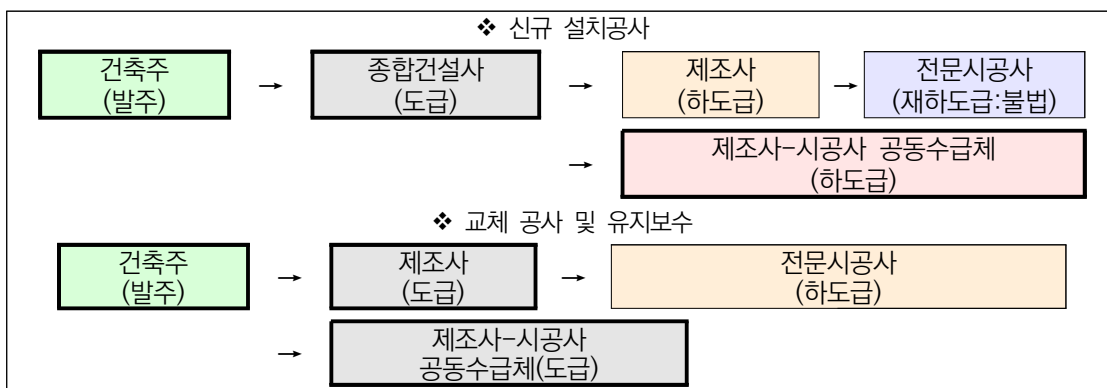 ❖ 신규 설치공사
건축주 → 종합건설사 → 제조사 → 전문시공사
(발주) (도급) (하도급) (재하도급:불법)
→ 제조사-시공사 공동수급체
(하도급)
❖ 교체 공사 및 유지보수
건축주 → 제조사 → 전문시공사
(발주) (도급) (하도급)
→ 제조사-시공사
공동수급체(도급)